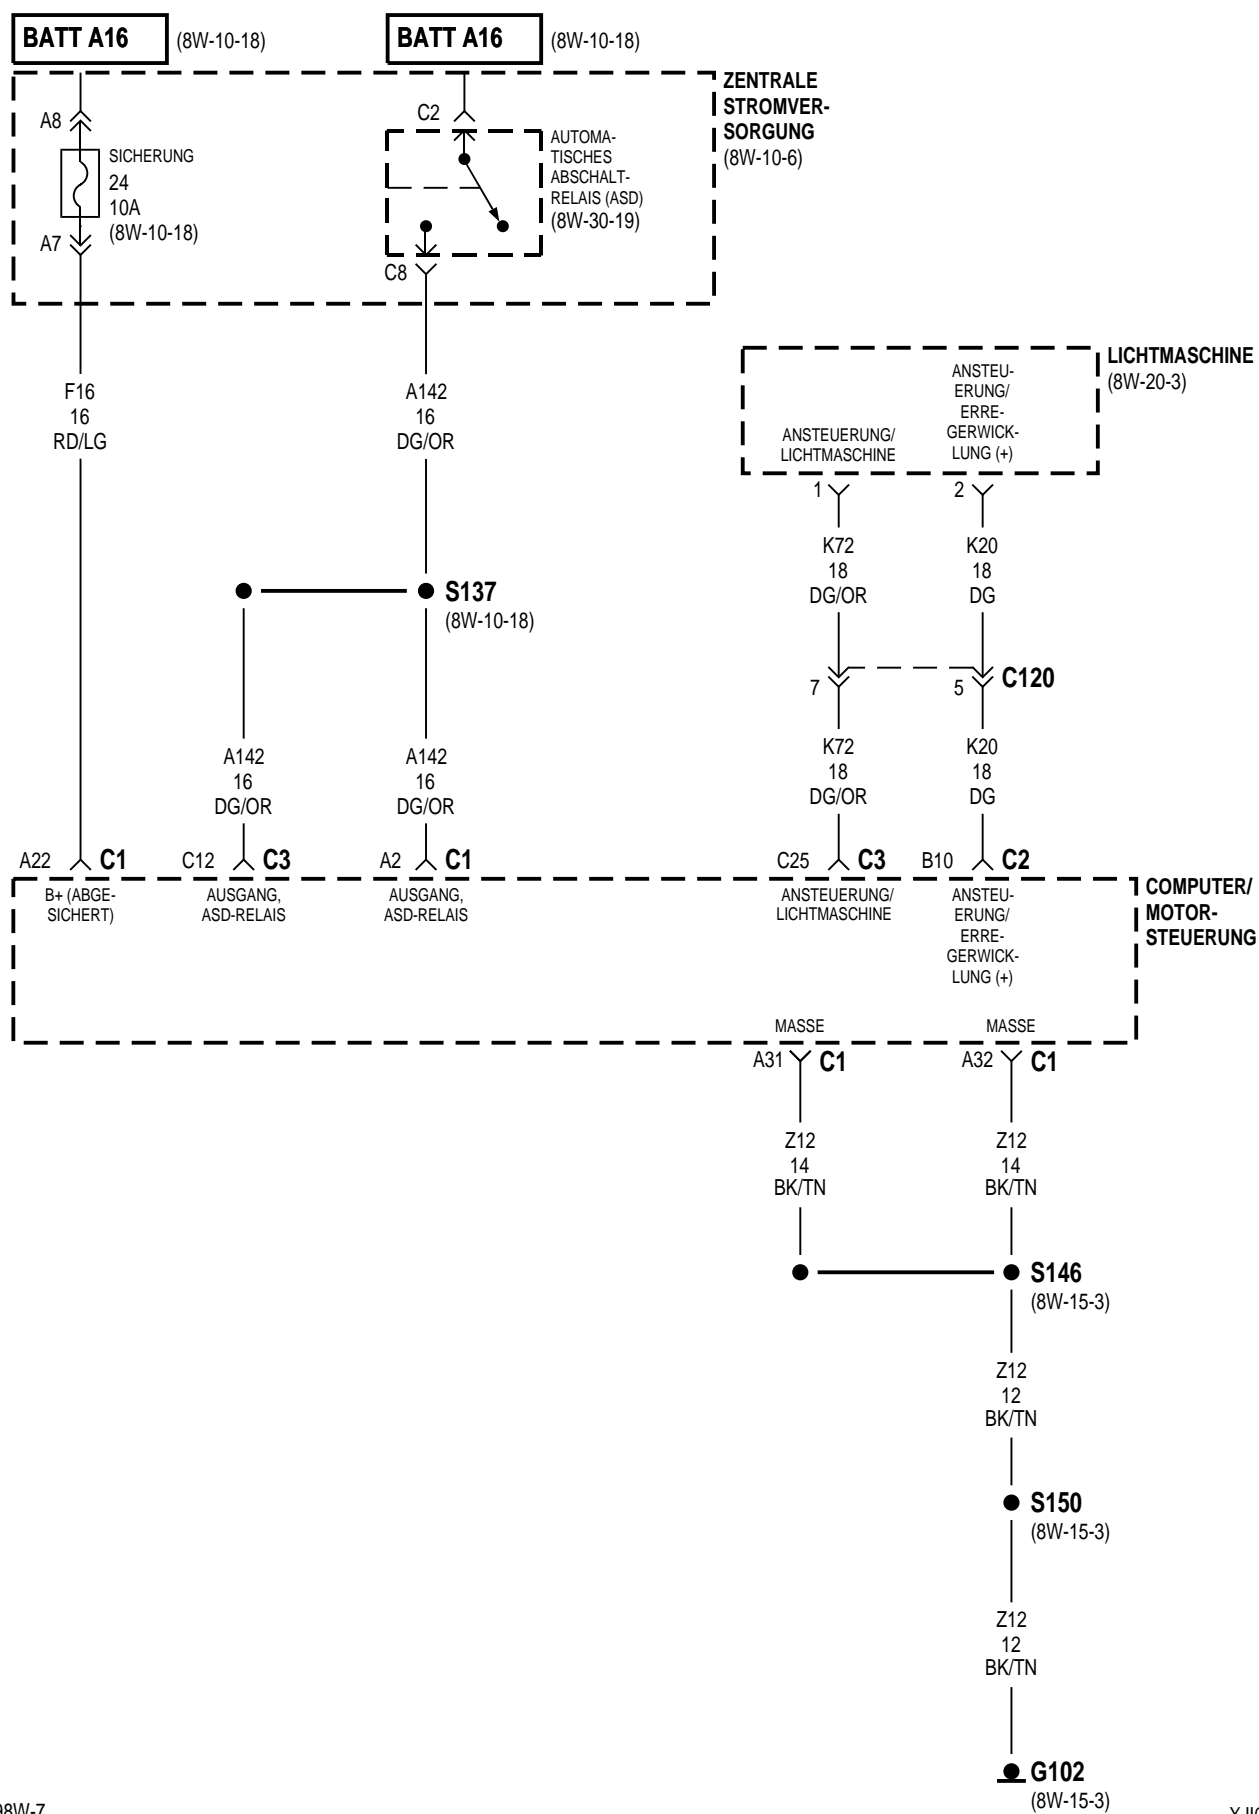 BATT A16
(8W-10-18)
BATT A16
(8W-10-18)
ZENTRALE
STROMVER-
SORGUNG
(8W-10-6)
A8
SICHERUNG
24
10A
(8W-10-18)
A7
C2
AUTOMA-
TISCHES
ABSCHALT-
RELAIS (ASD)
(8W-30-19)
C8
F16
16
RD/LG
A142
16
DG/OR
LICHTMASCHINE
(8W-20-3)
ANSTEUERUNG/
LICHTMASCHINE
ANSTEU-
ERUNG/
ERRE-
GERWICK-
LUNG (+)
1
2
K72
18
DG/OR
K20
18
DG
S137
(8W-10-18)
7
5
C120
A142
16
DG/OR
A142
16
DG/OR
K72
18
DG/OR
K20
18
DG
A22
C1
C12
C3
A2
C1
C25
C3
B10
C2
B+ (ABGE-
SICHERT)
AUSGANG,
ASD-RELAIS
AUSGANG,
ASD-RELAIS
ANSTEUERUNG/
LICHTMASCHINE
ANSTEU-
ERUNG/
ERRE-
GERWICK-
LUNG (+)
COMPUTER/
MOTOR-
STEUERUNG
MASSE
MASSE
A31
C1
A32
C1
Z12
14
BK/TN
Z12
14
BK/TN
S146
(8W-15-3)
Z12
12
BK/TN
S150
(8W-15-3)
Z12
12
BK/TN
G102
(8W-15-3)